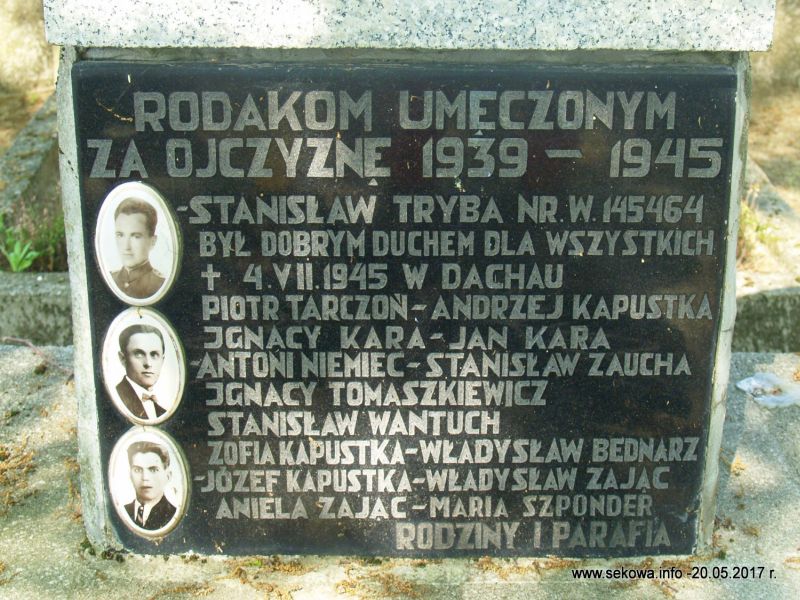 RODAKOM UMĘCZONYM
ZA OJCZYZNĘ 1939 – 1945
-STANISŁAW TRYBA NR.W.145464
BYŁ DOBRYM DUCHEM DLA WSZYSTKICH
† 4.VII.1945 W DACHAU
PIOTR TARCZOŃ-ANDRZEJ KAPUSTKA
JGNACY KARA-JAN KARA
-ANTONI NIEMIEC-STANISŁAW ZAUCHA
JGNACY TOMASZKIEWICZ
STANISŁAW WANTUCH
ZOFIA KAPUSTKA-WŁADYSŁAW BEDNARZ
-JÓZEF KAPUSTKA-WŁADYSŁAW ZAJĄC
ANIELA ZAJĄC-MARIA SZPONDER
RODZINY I PARAFIA
www.sekowa.info -20.05.2017 r.